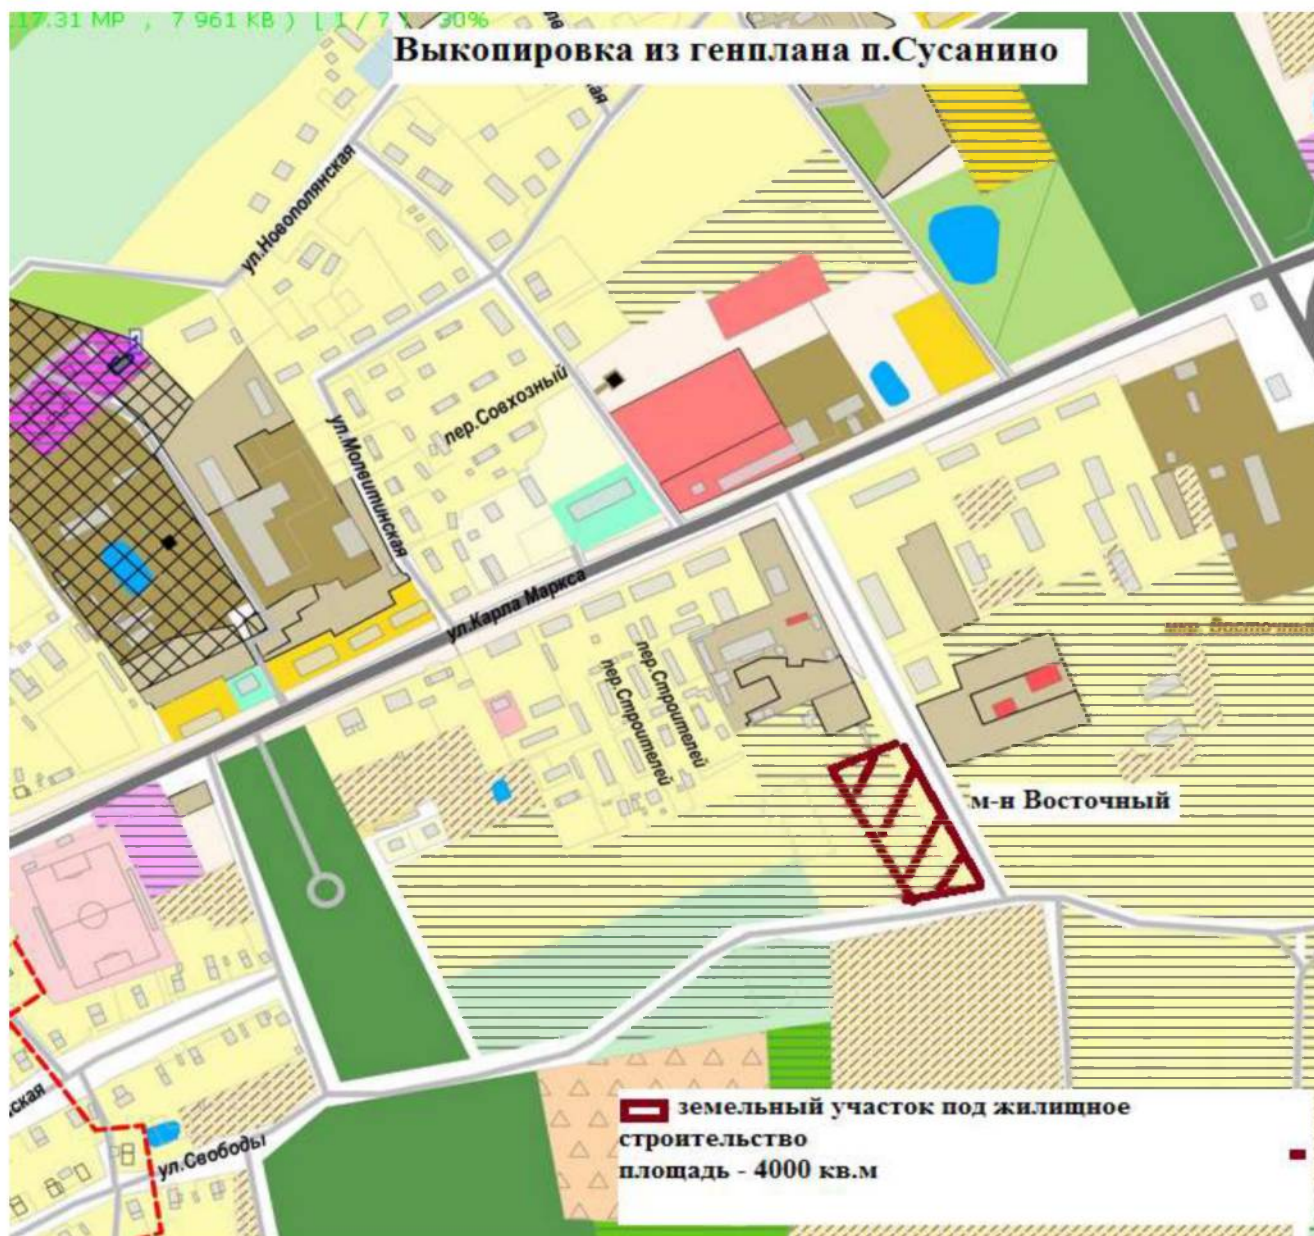 17.31 MP , 7 961 KB ) [ 1 / 7 ] 30%
Выкопировка из генплана п.Сусанино
ул.Новополянская
пер.Совхозный
ул.Молвитинская
ул.Карла Маркса
пер.Строителей
пер.Строителей
мкр. Восточный
м-н Восточный
ская
ул.Свободы
земельный участок под жилищное
строительство
площадь - 4000 кв.м